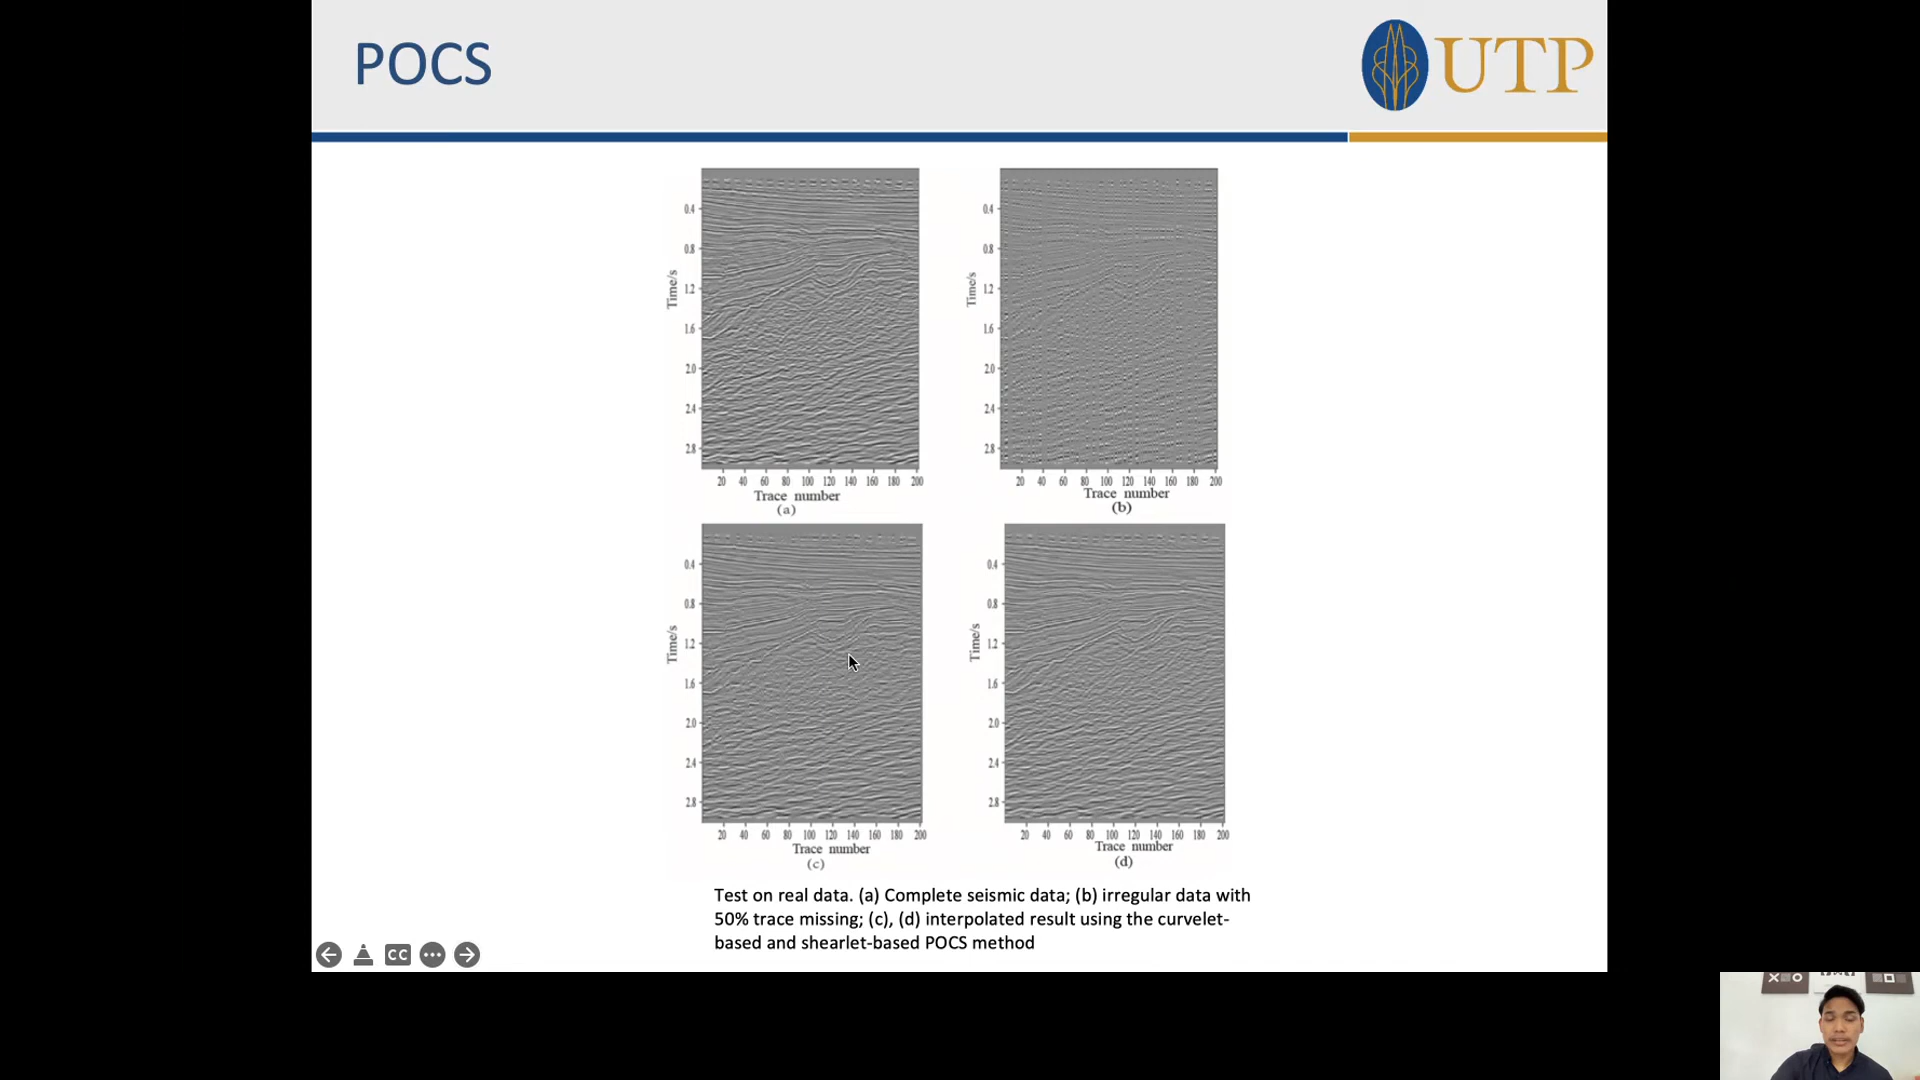 POCS
UTP
0.4
0.8
1.2
1.6
2.0
2.4
2.8
Time/s
20 40 60 80 100 120 140 160 180 200
Trace number
(a)
0.4
0.8
1.2
1.6
2.0
2.4
2.8
Time/s
20 40 60 80 100 120 140 160 180 200
Trace number
(b)
0.4
0.8
1.2
1.6
2.0
2.4
2.8
Time/s
20 40 60 80 100 120 140 160 180 200
Trace number
(c)
0.4
0.8
1.2
1.6
2.0
2.4
2.8
Time/s
20 40 60 80 100 120 140 160 180 200
Trace number
(d)
Test on real data. (a) Complete seismic data; (b) irregular data with
50% trace missing; (c), (d) interpolated result using the curvelet-
based and shearlet-based POCS method
CC